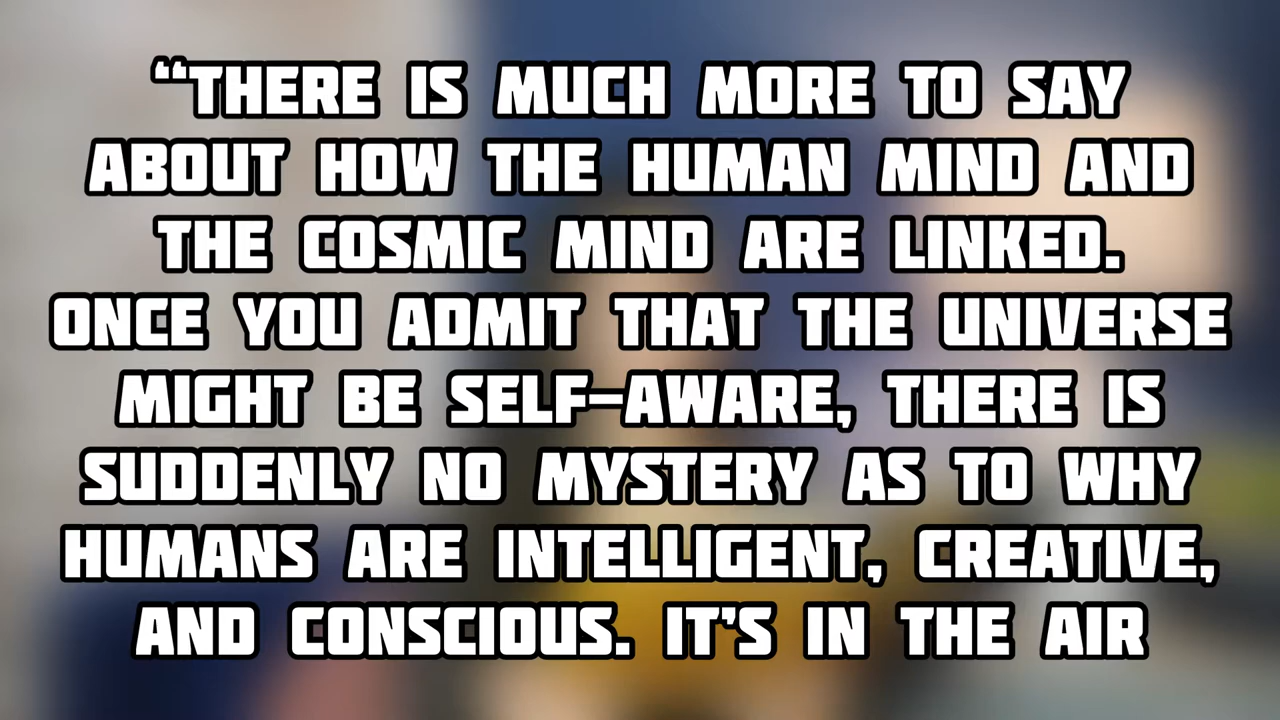 “THERE IS MUCH MORE TO SAY
ABOUT HOW THE HUMAN MIND AND
THE COSMIC MIND ARE LINKED.
ONCE YOU ADMIT THAT THE UNIVERSE
MIGHT BE SELF-AWARE, THERE IS
SUDDENLY NO MYSTERY AS TO WHY
HUMANS ARE INTELLIGENT, CREATIVE,
AND CONSCIOUS. IT'S IN THE AIR